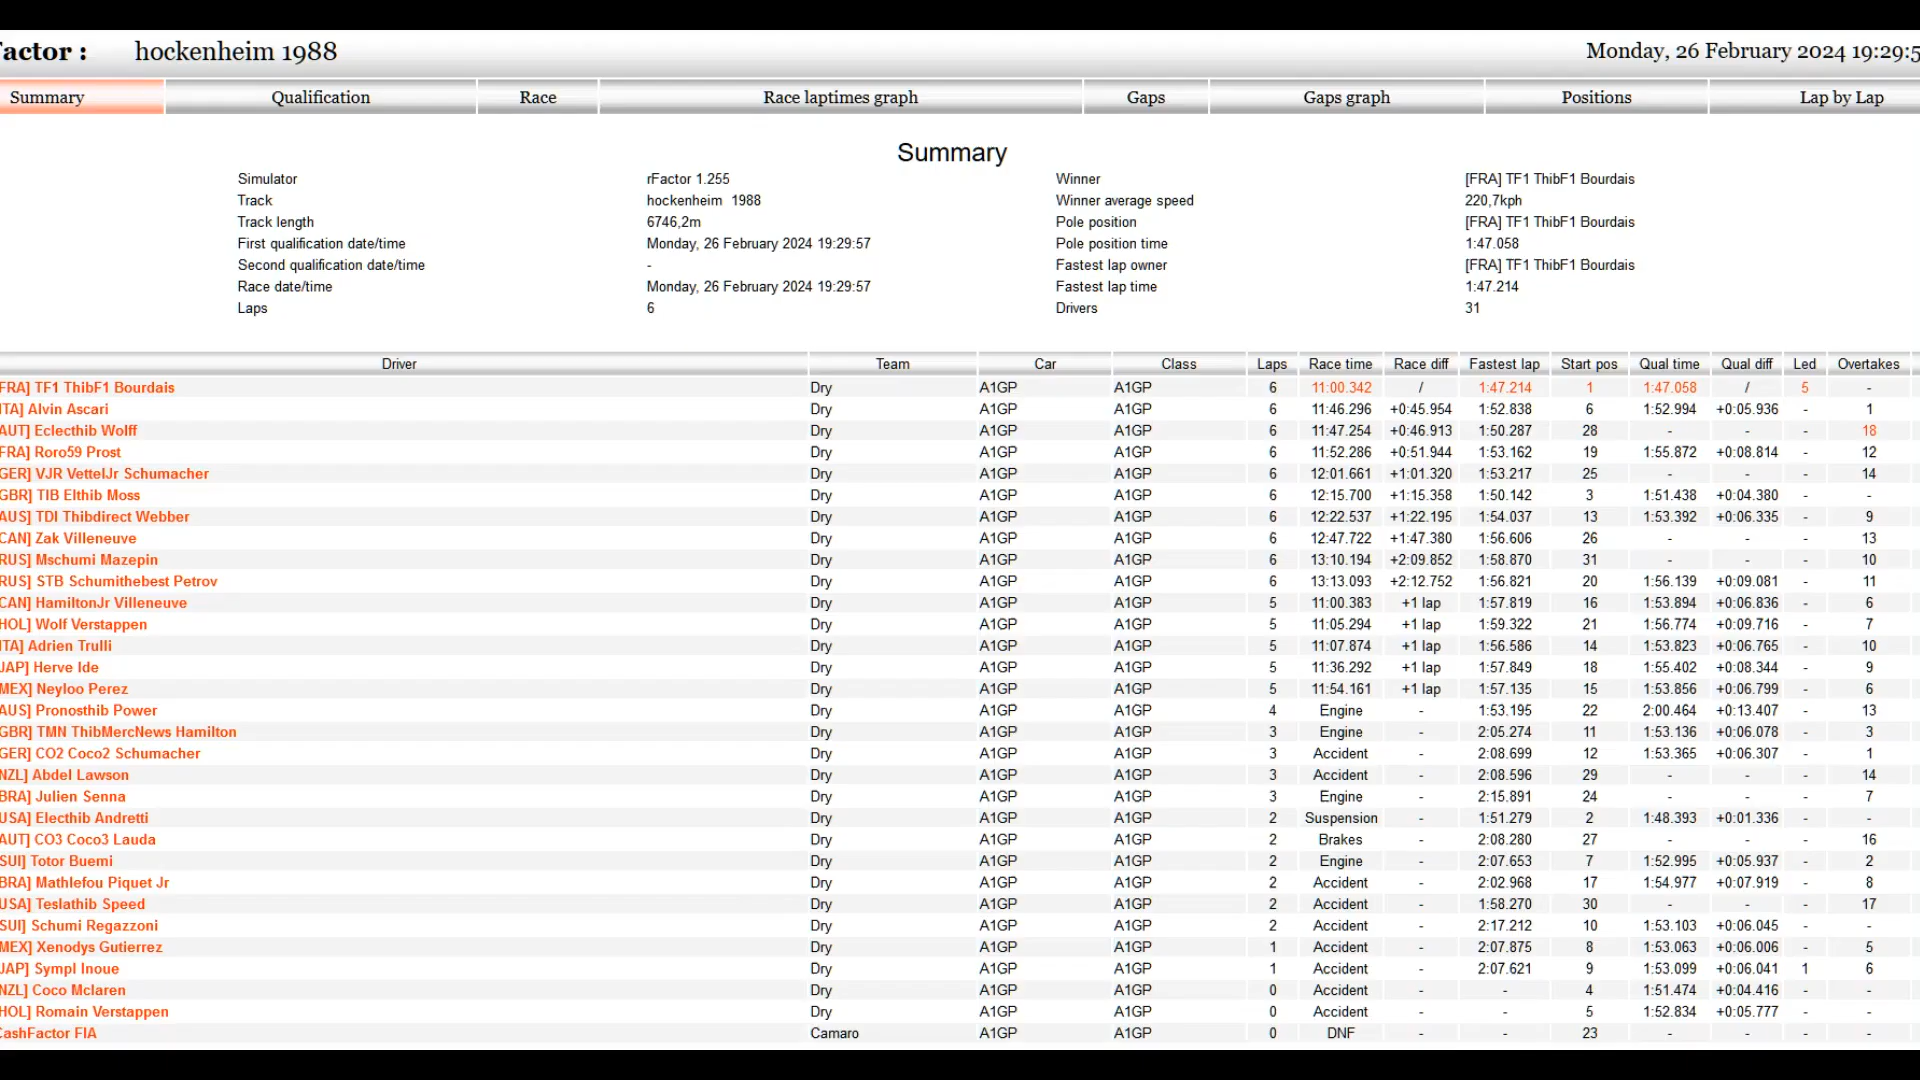 Factor :	hockenheim 1988	Monday, 26 February 2024 19:29:5
Summary	Qualification	Race	Race laptimes graph	Gaps	Gaps graph	Positions	Lap by Lap
Summary
Simulator	rFactor 1.255	Winner	[FRA] TF1 ThibF1 Bourdais
Track	hockenheim 1988	Winner average speed	220,7kph
Track length	6746,2m	Pole position	[FRA] TF1 ThibF1 Bourdais
First qualification date/time	Monday, 26 February 2024 19:29:57	Pole position time	1:47.058
Second qualification date/time	-	Fastest lap owner	[FRA] TF1 ThibF1 Bourdais
Race date/time	Monday, 26 February 2024 19:29:57	Fastest lap time	1:47.214
Laps	6	Drivers	31
Driver	Team	Car	Class	Laps	Race time	Race diff	Fastest lap	Start pos	Qual time	Qual diff	Led	Overtakes
FRA] TF1 ThibF1 Bourdais	Dry	A1GP	A1GP	6	11:00.342	/	1:47.214	1	1:47.058	/	5	-
ITA] Alvin Ascari	Dry	A1GP	A1GP	6	11:46.296	+0:45.954	1:52.838	6	1:52.994	+0:05.936	-	1
AUT] Eclecthib Wolff	Dry	A1GP	A1GP	6	11:47.254	+0:46.913	1:50.287	28	-	-	-	18
FRA] Roro59 Prost	Dry	A1GP	A1GP	6	11:52.286	+0:51.944	1:53.162	19	1:55.872	+0:08.814	-	12
GER] VJR VettelJr Schumacher	Dry	A1GP	A1GP	6	12:01.661	+1:01.320	1:53.217	25	-	-	-	14
GBR] TIB Elthib Moss	Dry	A1GP	A1GP	6	12:15.700	+1:15.358	1:50.142	3	1:51.438	+0:04.380	-	-
AUS] TDI Thibdirect Webber	Dry	A1GP	A1GP	6	12:22.537	+1:22.195	1:54.037	13	1:53.392	+0:06.335	-	9
CAN] Zak Villeneuve	Dry	A1GP	A1GP	6	12:47.722	+1:47.380	1:56.606	26	-	-	-	13
RUS] Mschumi Mazepin	Dry	A1GP	A1GP	6	13:10.194	+2:09.852	1:58.870	31	-	-	-	10
RUS] STB Schumithebest Petrov	Dry	A1GP	A1GP	6	13:13.093	+2:12.752	1:56.821	20	1:56.139	+0:09.081	-	11
CAN] HamiltonJr Villeneuve	Dry	A1GP	A1GP	5	11:00.383	+1 lap	1:57.819	16	1:53.894	+0:06.836	-	6
HOL] Wolf Verstappen	Dry	A1GP	A1GP	5	11:05.294	+1 lap	1:59.322	21	1:56.774	+0:09.716	-	7
ITA] Adrien Trulli	Dry	A1GP	A1GP	5	11:07.874	+1 lap	1:56.586	14	1:53.823	+0:06.765	-	10
JAP] Herve Ide	Dry	A1GP	A1GP	5	11:36.292	+1 lap	1:57.849	18	1:55.402	+0:08.344	-	9
MEX] Neyloo Perez	Dry	A1GP	A1GP	5	11:54.161	+1 lap	1:57.135	15	1:53.856	+0:06.799	-	6
AUS] Pronosthib Power	Dry	A1GP	A1GP	4	Engine	-	1:53.195	22	2:00.464	+0:13.407	-	13
GBR] TMN ThibMercNews Hamilton	Dry	A1GP	A1GP	3	Engine	-	2:05.274	11	1:53.136	+0:06.078	-	3
GER] CO2 Coco2 Schumacher	Dry	A1GP	A1GP	3	Accident	-	2:08.699	12	1:53.365	+0:06.307	-	1
NZL] Abdel Lawson	Dry	A1GP	A1GP	3	Accident	-	2:08.596	29	-	-	-	14
BRA] Julien Senna	Dry	A1GP	A1GP	3	Engine	-	2:15.891	24	-	-	-	7
USA] Electhib Andretti	Dry	A1GP	A1GP	2	Suspension	-	1:51.279	2	1:48.393	+0:01.336	-	-
AUT] CO3 Coco3 Lauda	Dry	A1GP	A1GP	2	Brakes	-	2:08.280	27	-	-	-	16
SUI] Totor Buemi	Dry	A1GP	A1GP	2	Engine	-	2:07.653	7	1:52.995	+0:05.937	-	2
BRA] Mathlefou Piquet Jr	Dry	A1GP	A1GP	2	Accident	-	2:02.968	17	1:54.977	+0:07.919	-	8
USA] Teslathib Speed	Dry	A1GP	A1GP	2	Accident	-	1:58.270	30	-	-	-	17
SUI] Schumi Regazzoni	Dry	A1GP	A1GP	2	Accident	-	2:17.212	10	1:53.103	+0:06.045	-	-
MEX] Xenodys Gutierrez	Dry	A1GP	A1GP	1	Accident	-	2:07.875	8	1:53.063	+0:06.006	-	5
JAP] Sympl Inoue	Dry	A1GP	A1GP	1	Accident	-	2:07.621	9	1:53.099	+0:06.041	1	6
NZL] Coco Mclaren	Dry	A1GP	A1GP	0	Accident	-	-	4	1:51.474	+0:04.416	-	-
HOL] Romain Verstappen	Dry	A1GP	A1GP	0	Accident	-	-	5	1:52.834	+0:05.777	-	-
CashFactor FIA	Camaro	A1GP	A1GP	0	DNF	-	-	23	-	-	-	-